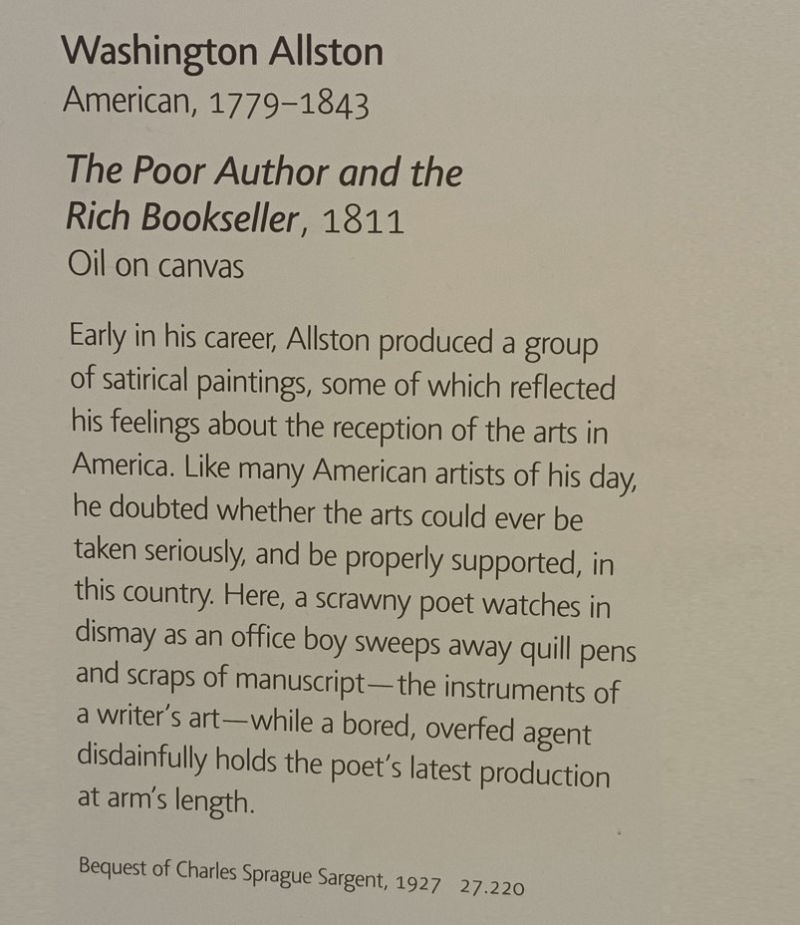 Washington Allston
American, 1779–1843
The Poor Author and the
Rich Bookseller, 1811
Oil on canvas
Early in his career, Allston produced a group
of satirical paintings, some of which reflected
his feelings about the reception of the arts in
America. Like many American artists of his day,
he doubted whether the arts could ever be
taken seriously, and be properly supported, in
this country. Here, a scrawny poet watches in
dismay as an office boy sweeps away quill pens
and scraps of manuscript—the instruments of
a writer’s art—while a bored, overfed agent
disdainfully holds the poet’s latest production
at arm’s length.
Bequest of Charles Sprague Sargent, 1927 27.220